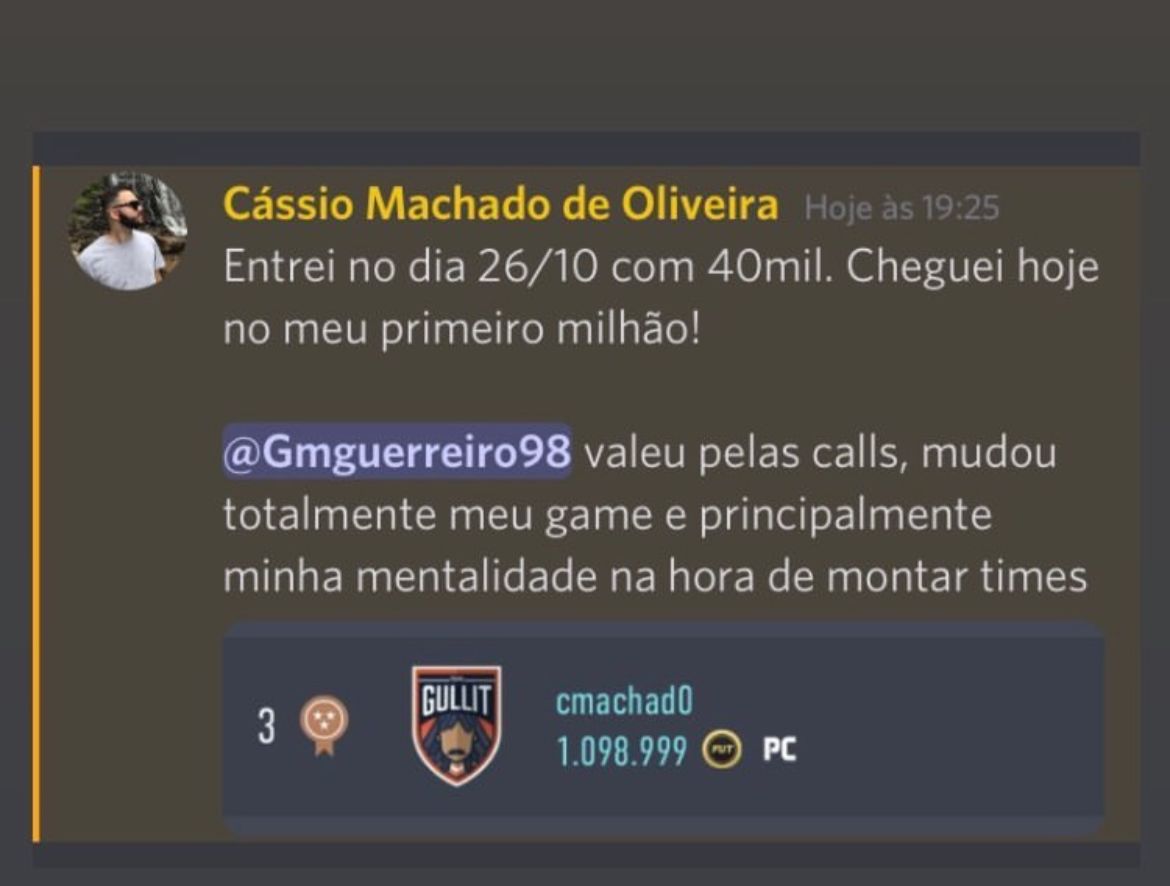 Cássio Machado de Oliveira Hoje às 19:25
Entrei no dia 26/10 com 40mil. Cheguei hoje
no meu primeiro milhão!
@Gmguerreiro98 valeu pelas calls, mudou
totalmente meu game e principalmente
minha mentalidade na hora de montar times
3
GULLIT
cmachad0
1.098.999 FUT PC